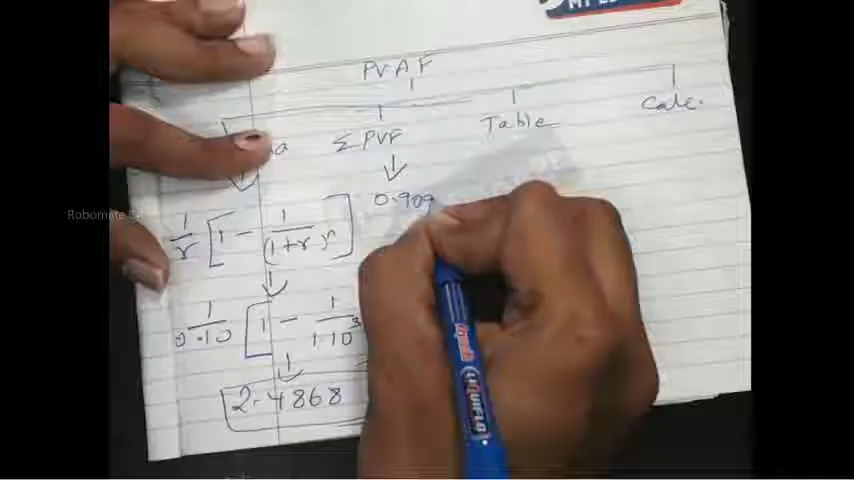 PVAF
Σ PVF
Table
Calc.
0.909
1/r [1 - 1/(1+r)^n]
1/0.10 [1 - 1/1.10^3
2.4868